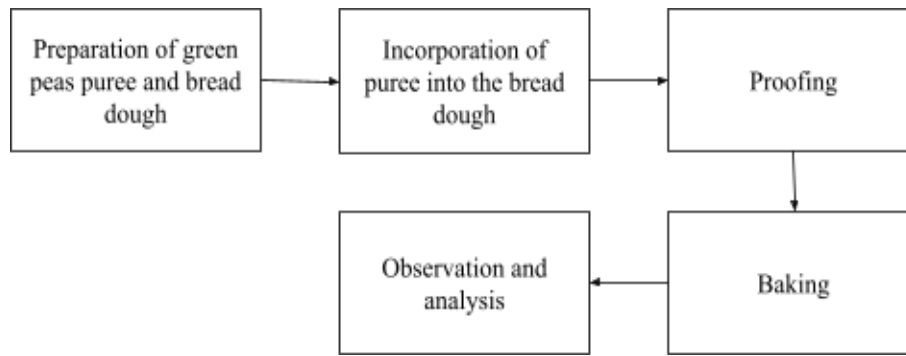 Preparation of green
peas puree and bread
dough
Incorporation of
puree into the bread
dough
Proofing
Baking
Observation and
analysis